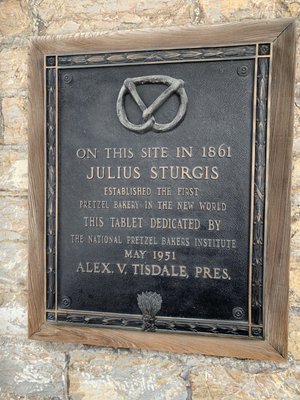 ON THIS SITE IN 1861
JULIUS STURGIS
ESTABLISHED THE FIRST
PRETZEL BAKERY IN THE NEW WORLD
THIS TABLET DEDICATED BY
THE NATIONAL PRETZEL BAKERS INSTITUTE
MAY 1951
ALEX. V. TISDALE, PRES.